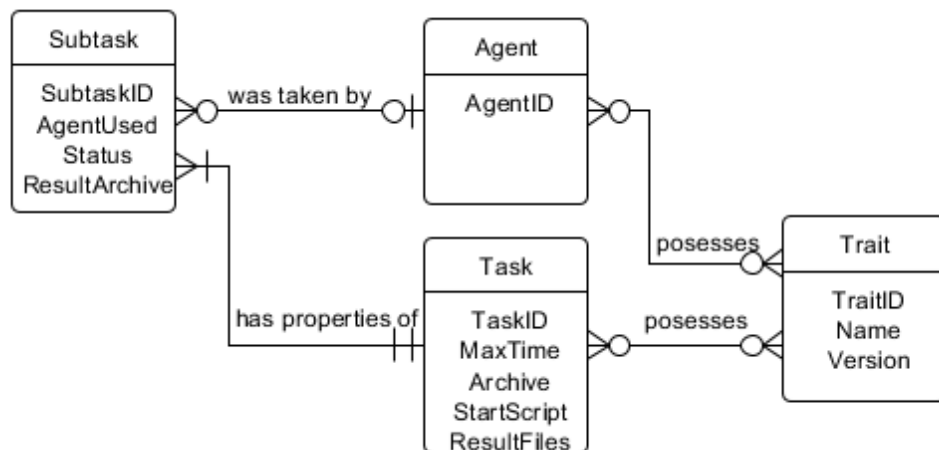 Subtask
SubtaskID
AgentUsed
Status
ResultArchive
was taken by
Agent
AgentID
has properties of
Task
TaskID
MaxTime
Archive
StartScript
ResultFiles
posesses
posesses
Trait
TraitID
Name
Version